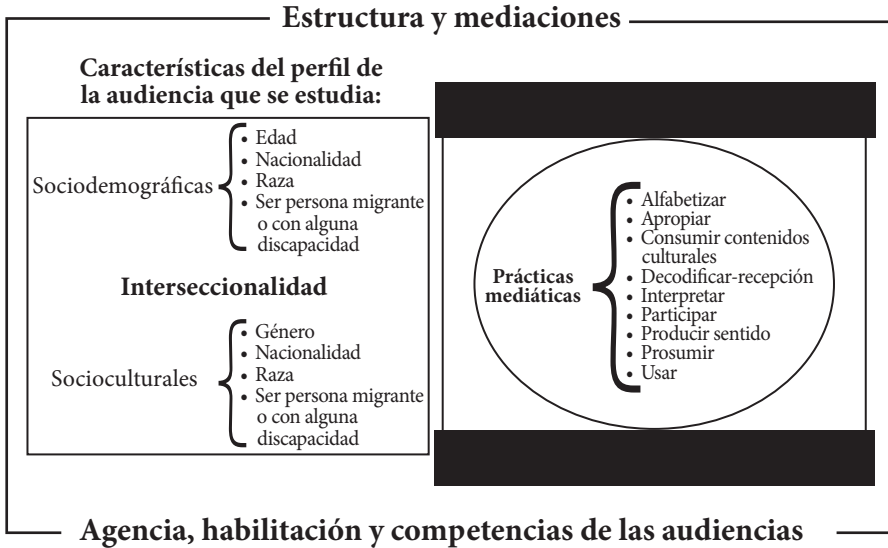 Estructura y mediaciones
Características del perfil de
la audiencia que se estudia:
Sociodemográficas
• Edad
• Nacionalidad
• Raza
• Ser persona migrante
o con alguna
discapacidad
Interseccionalidad
Socioculturales
• Género
• Nacionalidad
• Raza
• Ser persona migrante
o con alguna
discapacidad
Prácticas
mediáticas
• Alfabetizar
• Apropiar
• Consumir contenidos
culturales
• Decodificar-recepción
• Interpretar
• Participar
• Producir sentido
• Prosumir
• Usar
Agencia, habilitación y competencias de las audiencias